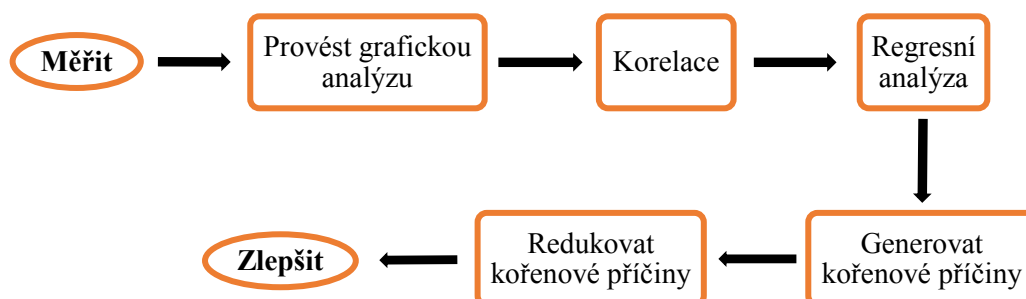 Měřit
Provést grafickou
analýzu
Korelace
Regresní
analýza
Generovat
kořenové příčiny
Redukovat
kořenové příčiny
Zlepšit